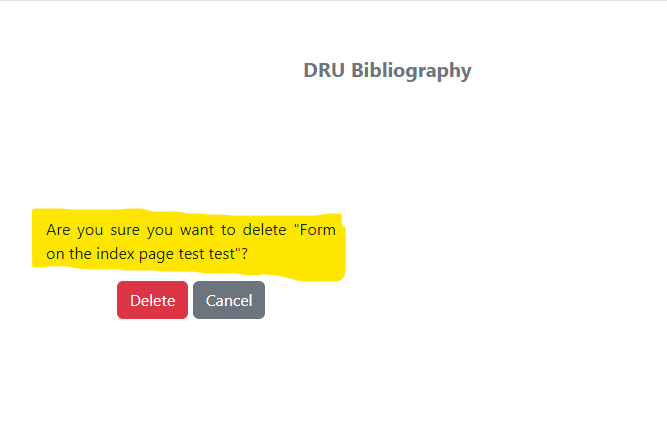 DRU Bibliography
Are you sure you want to delete "Form
on the index page test test"?
Delete Cancel